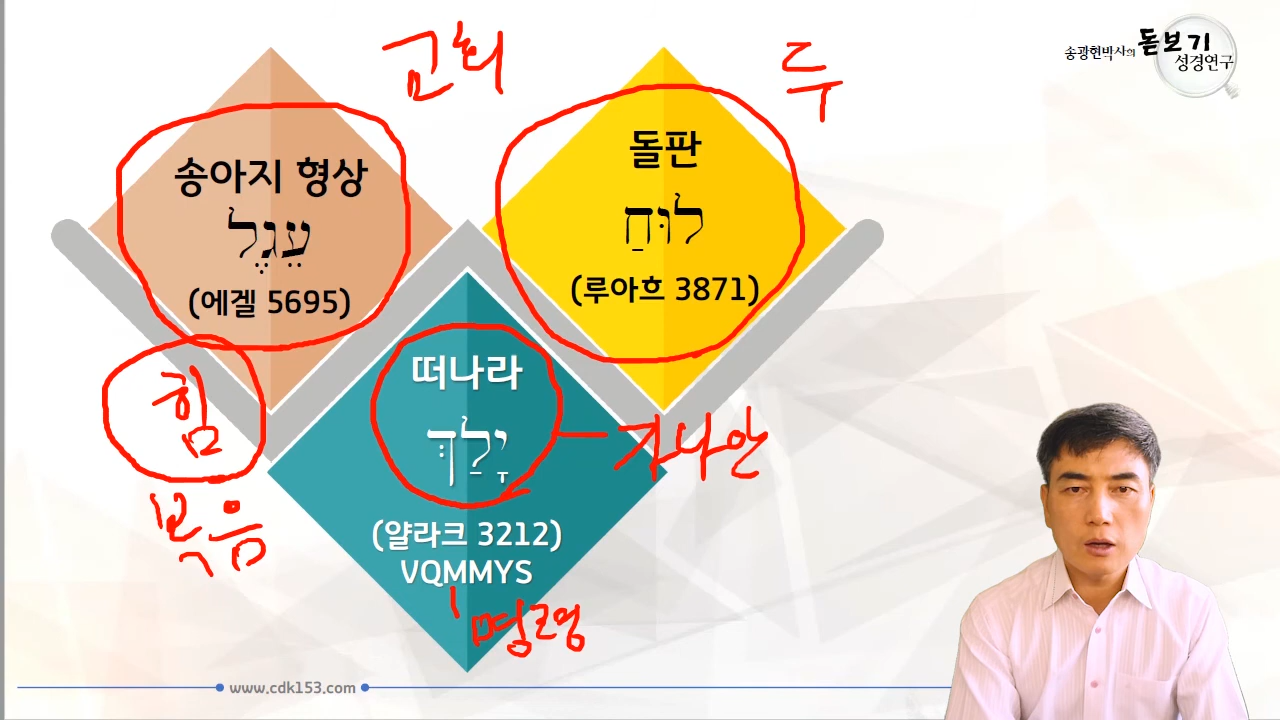 송광현박사의 돋보기
성경연구
교회
두
송아지 형상
עֵגֶל
(에겔 5695)
돌판
לוּחַ
(루아흐 3871)
힘
복음
떠나라
יָלַךְ
(얄라크 3212)
VQMMYS
가나안
명령
www.cdk153.com